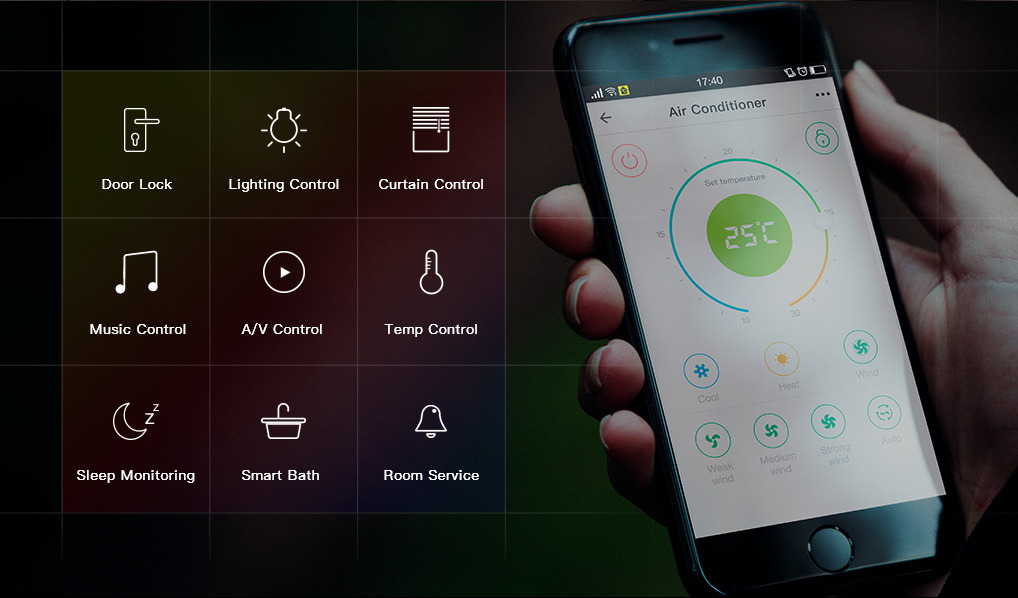 Door Lock
Lighting Control
Curtain Control
Music Control
A/V Control
Temp Control
Sleep Monitoring
Smart Bath
Room Service
17:40
Air Conditioner
20
Set temperature
25
15
25°C
10
30
Cool
Heat
Wind
Weak
wind
Medium
wind
Strong
wind
Auto